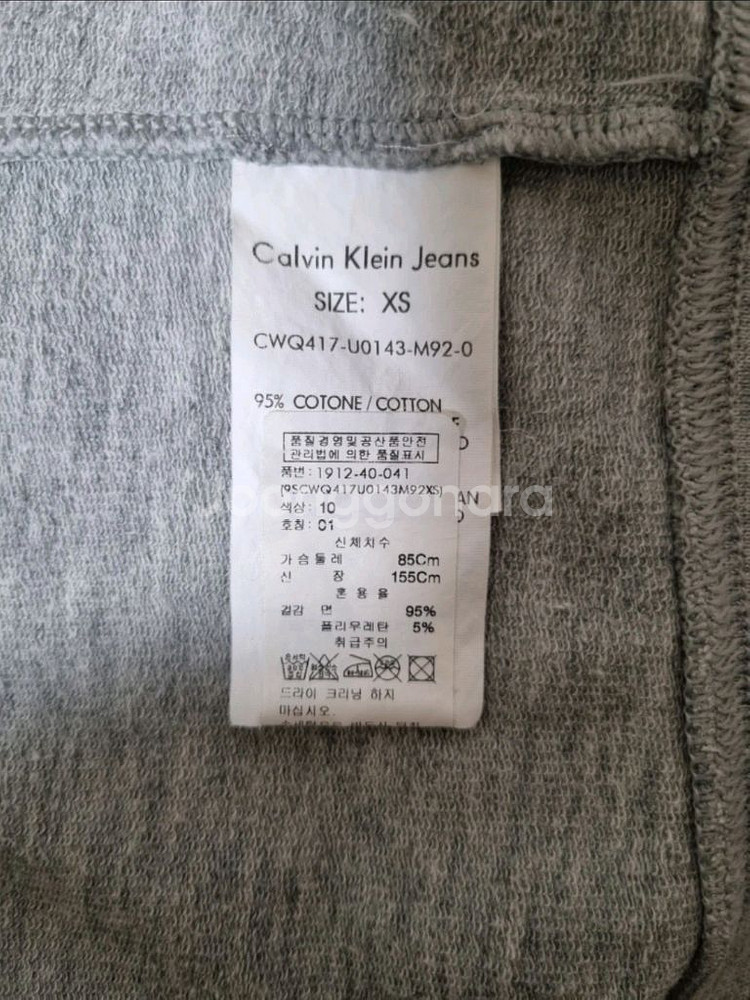 Calvin Klein Jeans
SIZE: XS
CWQ417-U0143-M92-0
95% COTONE/COTTON
품질경영및공산품안전
관리법에 의한 품질표시
품번: 1912-40-041
(9SCWQ417U0143M92XS)
AN
색상: 10
호칭: 01
신체치수
가슴둘레 85Cm
신 장 155Cm
혼용율
겉감 면 95%
폴리우레탄 5%
취급주의
드라이 크리닝 하지
마십시오.